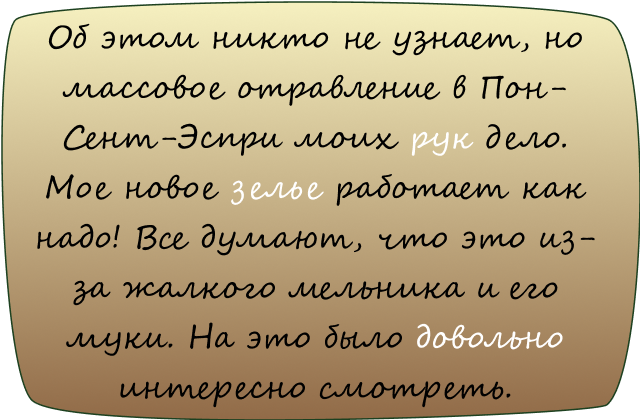 Об этом никто не узнает, но
массовое отравление в Пон-
Сент-Эспри моих рук дело.
Мое новое зелье работает как
надо! Все думают, что это из-
за жалкого мельника и его
муки. На это было довольно
интересно смотреть.